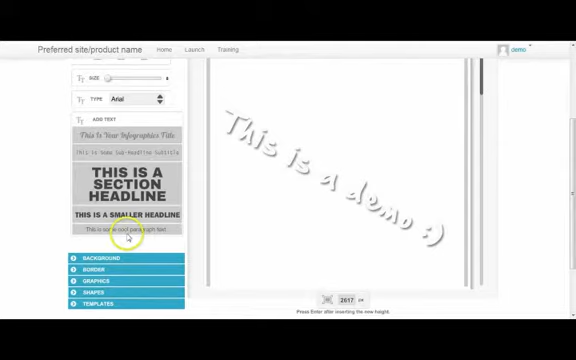 Preferred site/product name Home Launch Training demo
SIZE
TYPE Arial
ADD TEXT
This Is Your Infographics Title
This Is Some Sub-Headline Subtitle
THIS IS A
SECTION
HEADLINE
THIS IS A SMALLER HEADLINE
This is some cool paragraph text
BACKGROUND
BORDER
GRAPHICS
SHAPES
TEMPLATES
This is a demo :)
2617 px
Press Enter after inserting the new height.